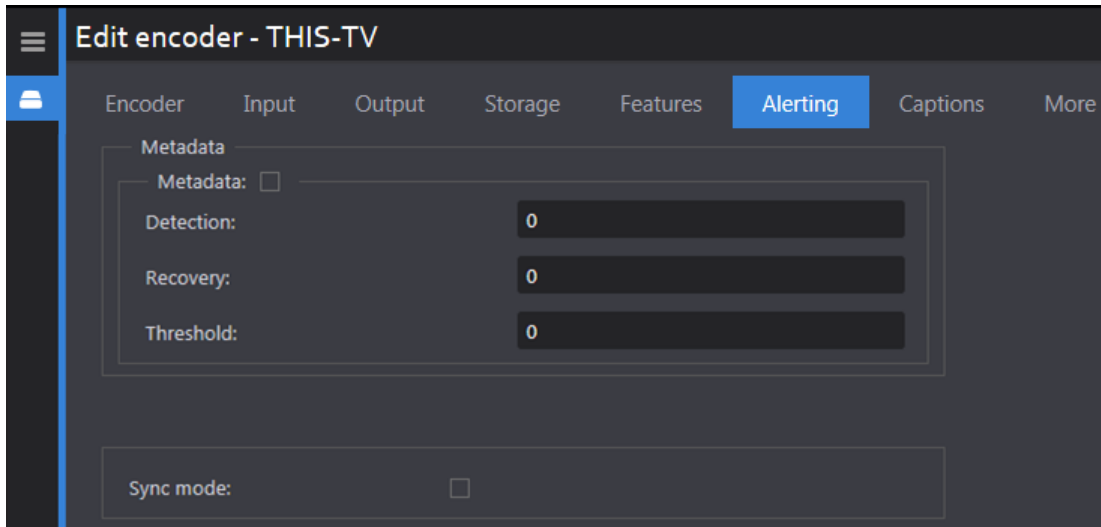 Edit encoder - THIS-TV
Encoder Input Output Storage Features Alerting Captions More
Metadata
Metadata:
Detection: 0
Recovery: 0
Threshold: 0
Sync mode: